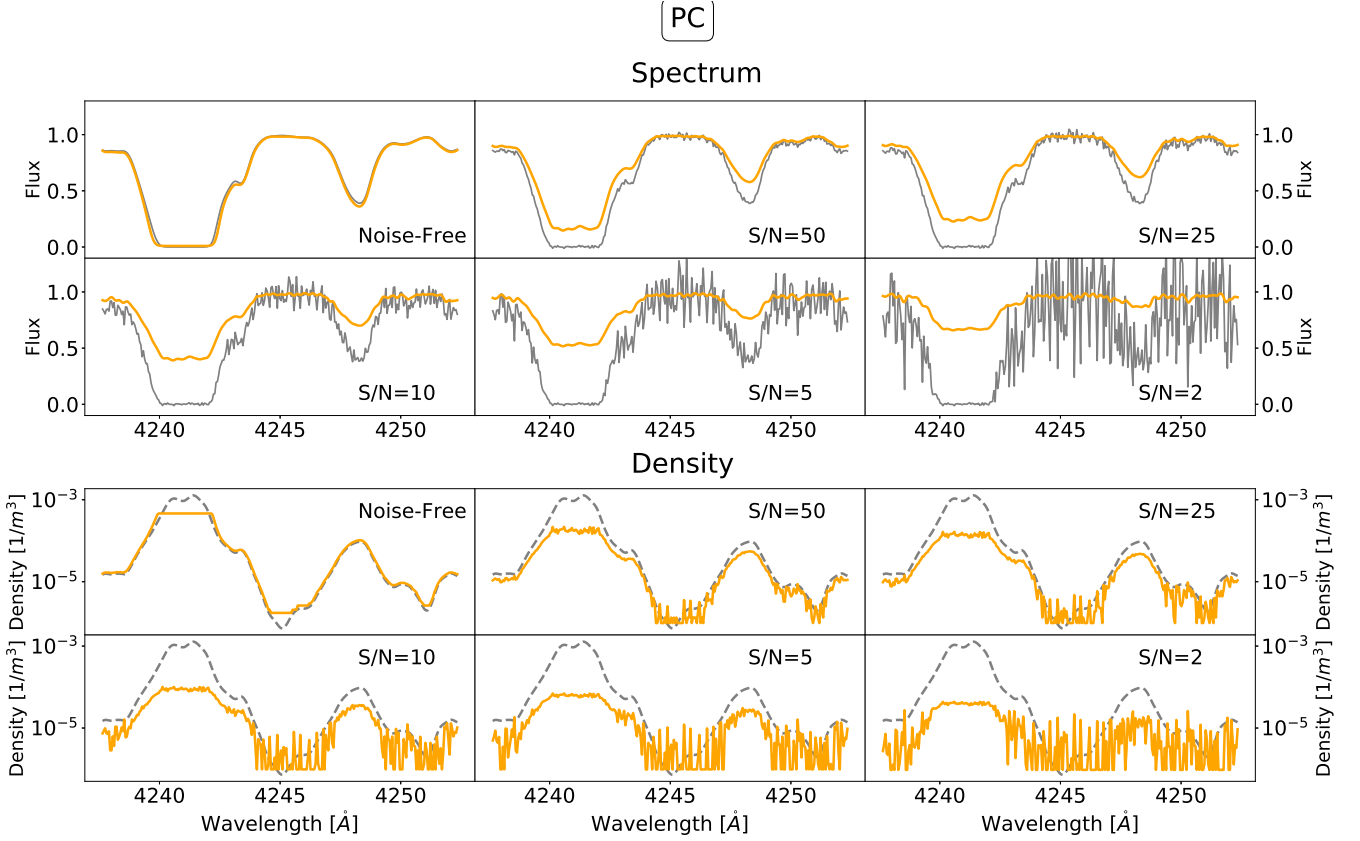 PC
Spectrum
1.0
0.5
0.0
Flux
Noise-Free
S/N=50
S/N=25
1.0
0.5
0.0
Flux
1.0
0.5
0.0
Flux
S/N=10
S/N=5
S/N=2
1.0
0.5
0.0
Flux
4240 4245 4250
4240 4245 4250
4240 4245 4250
Density
10⁻³
10⁻⁵
Density [1/m³]
Noise-Free
S/N=50
S/N=25
10⁻³
10⁻⁵
Density [1/m³]
10⁻³
10⁻⁵
Density [1/m³]
S/N=10
S/N=5
S/N=2
10⁻³
10⁻⁵
Density [1/m³]
4240 4245 4250
4240 4245 4250
4240 4245 4250
Wavelength [Å]
Wavelength [Å]
Wavelength [Å]